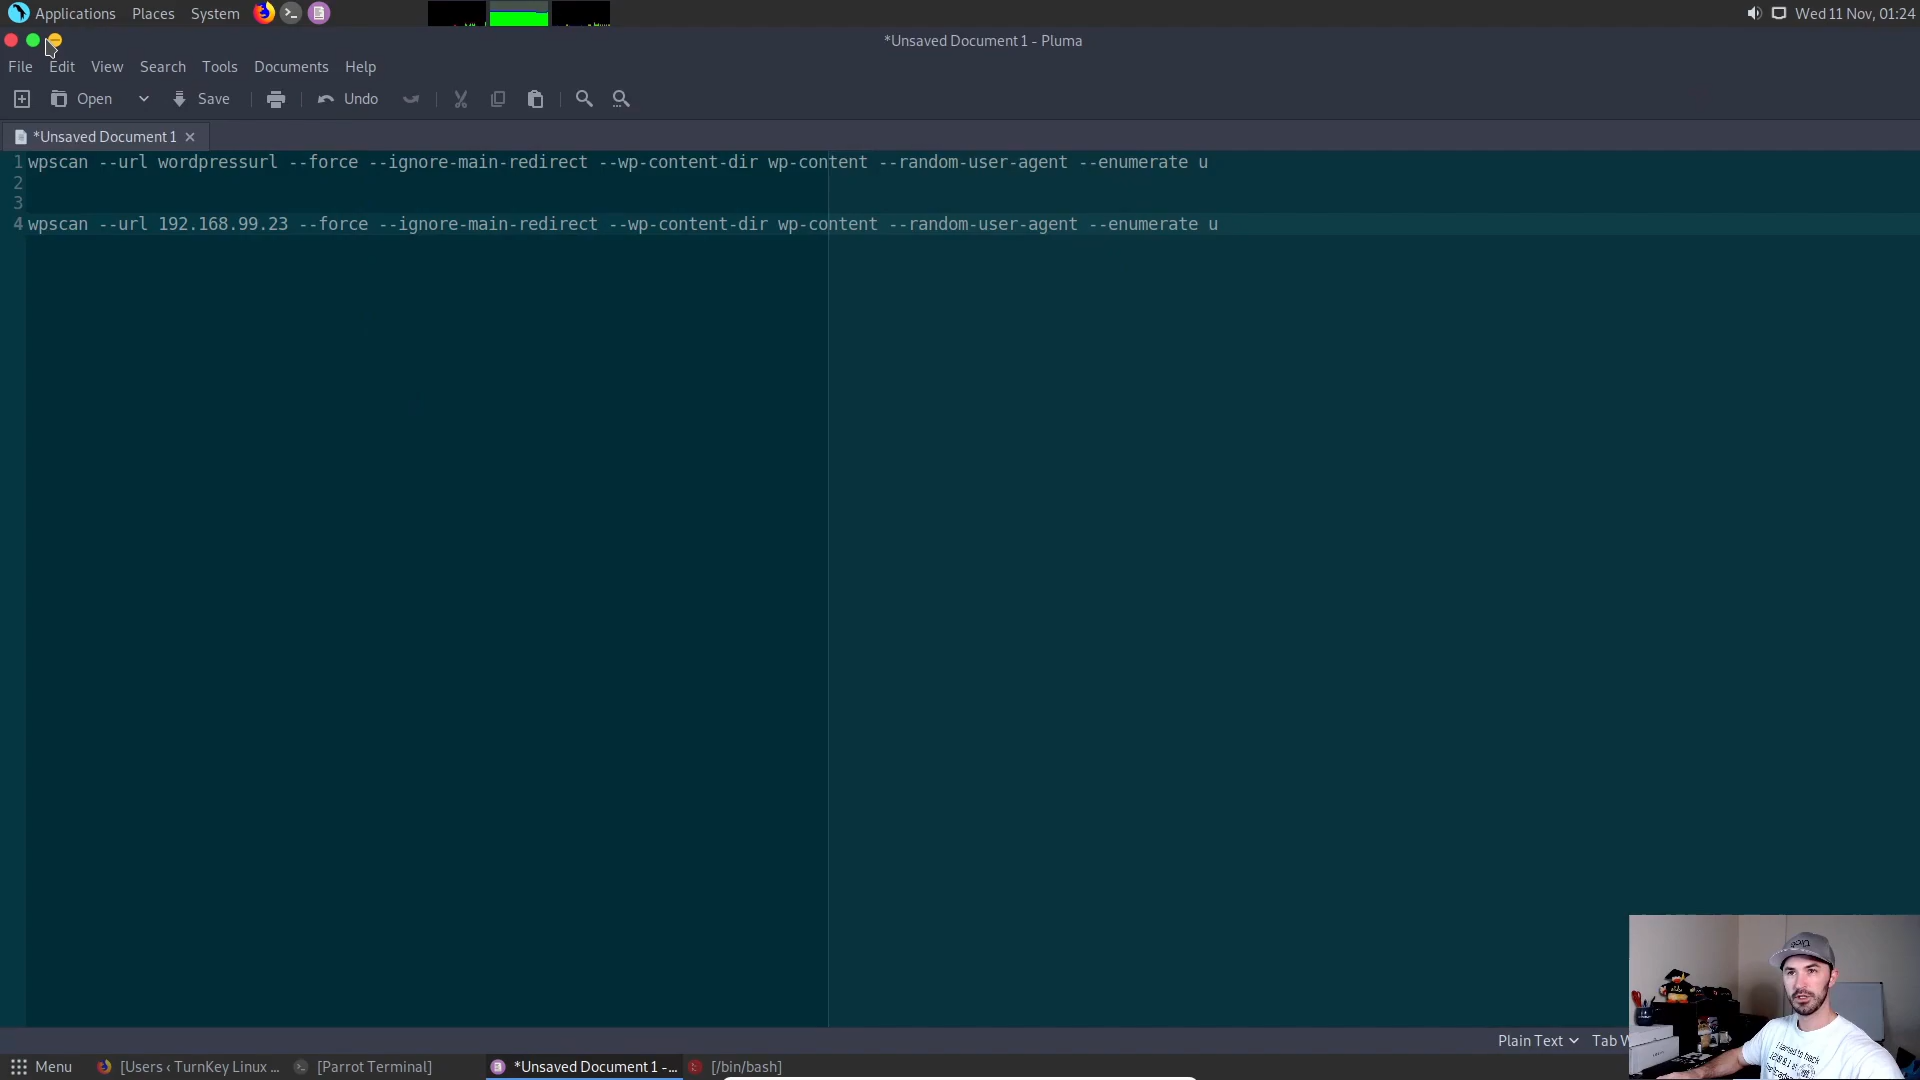 Applications Places System Wed 11 Nov, 01:24
*Unsaved Document 1 - Pluma
File Edit View Search Tools Documents Help
Open Save Undo
*Unsaved Document 1
1 wpscan --url wordpressurl --force --ignore-main-redirect --wp-content-dir wp-content --random-user-agent --enumerate u
2
3
4 wpscan --url 192.168.99.23 --force --ignore-main-redirect --wp-content-dir wp-content --random-user-agent --enumerate u
Plain Text Tab W
I learned to hack
Menu [Users ‹ TurnKey Linux ... [Parrot Terminal] *Unsaved Document 1 -... [/bin/bash]